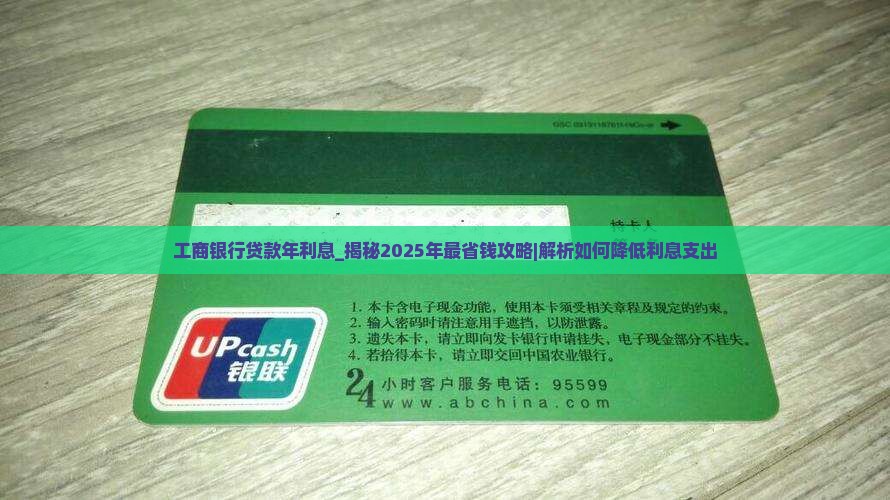 持卡人
工商银行贷款年利息_揭秘2025年最省钱攻略|解析如何降低利息支出
1. 本卡含电子现金功能，使用本卡须受相关章程及规定的约束。
2. 输入密码时请注意用手遮挡，以防泄露。
3. 遗失本卡，请立即向发卡银行申请挂失，电子现金部分不挂失。
4. 若拾得本卡，请立即交回中国农业银行。
UPcash
银联
24小时客户服务电话：95599
www.abchina.com